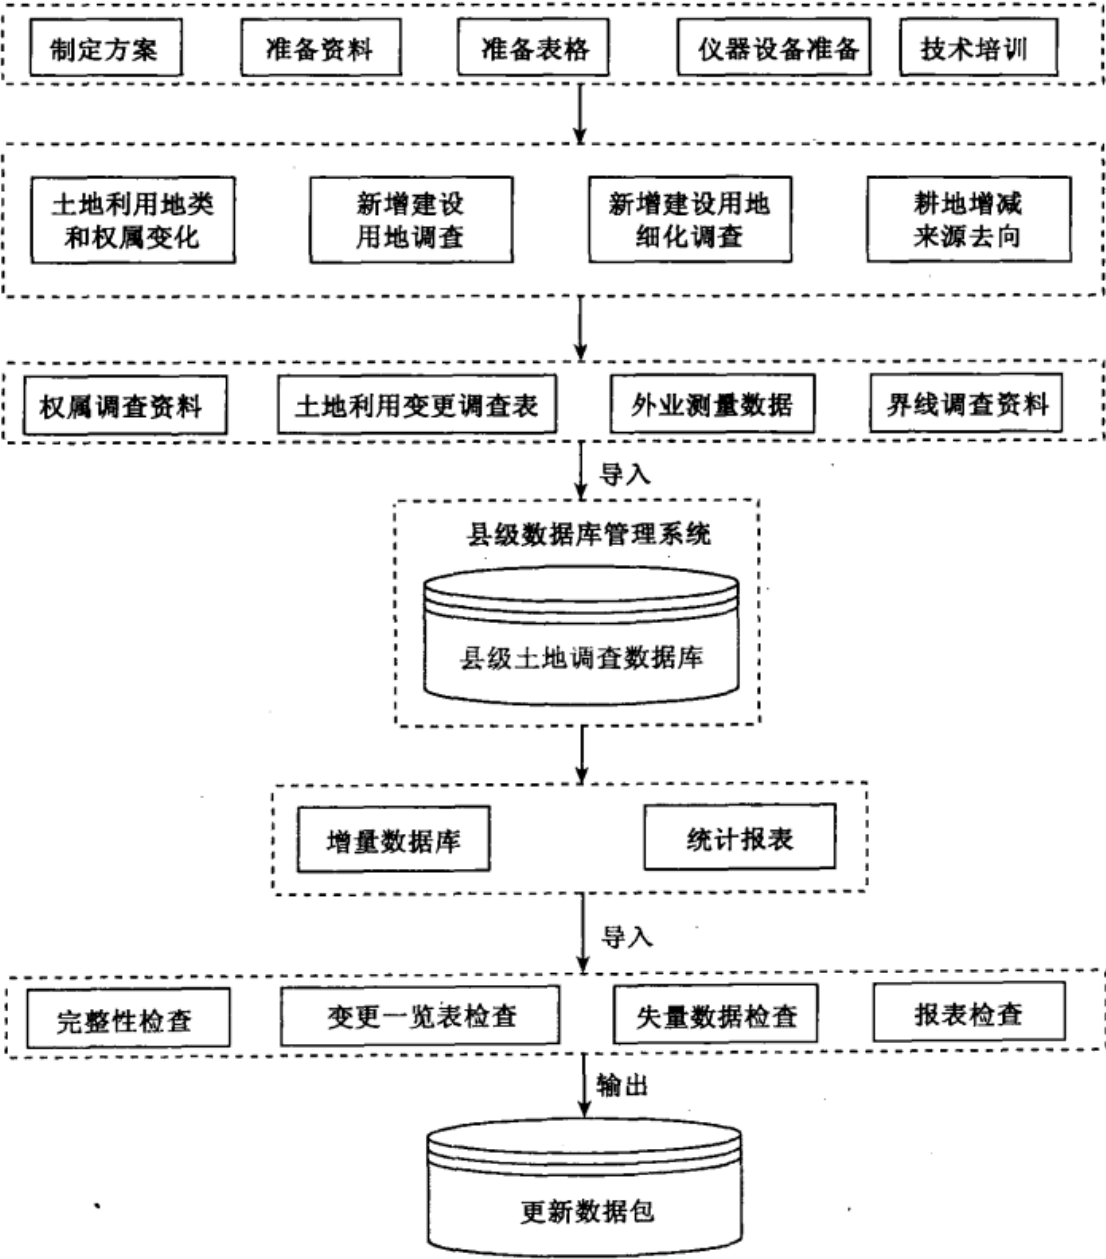 制定方案
准备资料
准备表格
仪器设备准备
技术培训
土地利用地类
和权属变化
新增建设
用地调查
新增建设用地
细化调查
耕地增减
来源去向
权属调查资料
土地利用变更调查表
外业测量数据
界线调查资料
导入
县级数据库管理系统
县级土地调查数据库
增量数据库
统计报表
导入
完整性检查
变更一览表检查
失量数据检查
报表检查
输出
更新数据包